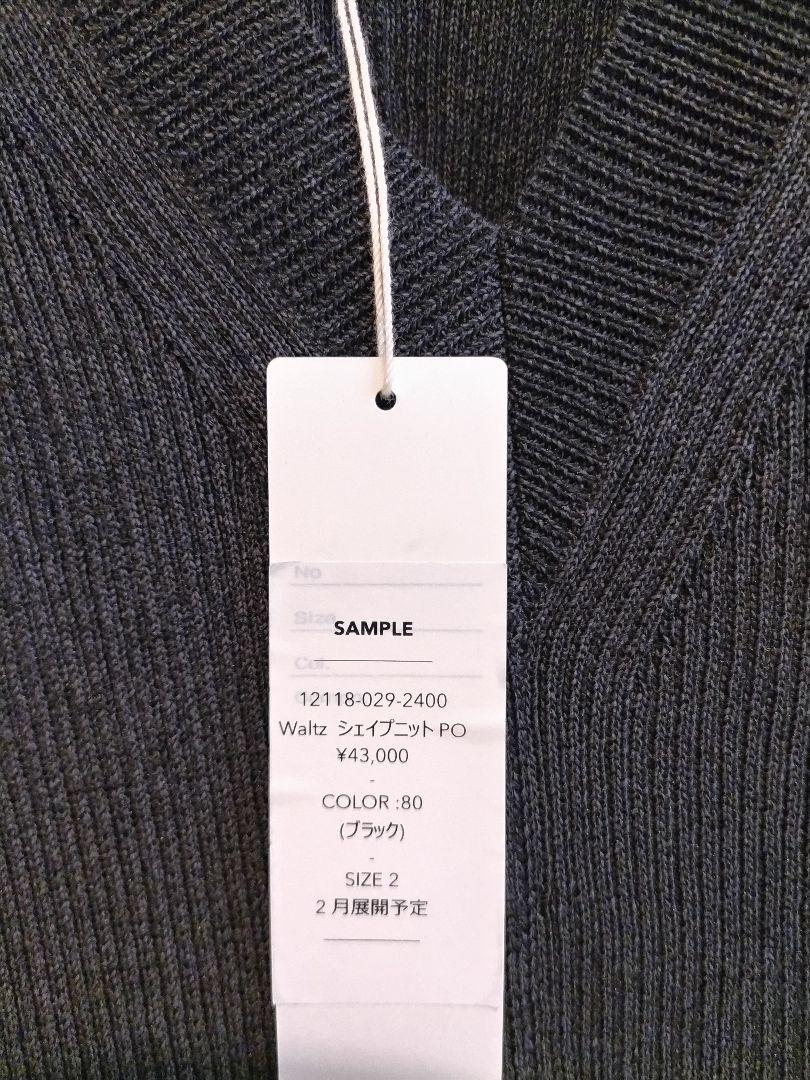 No
Size
SAMPLE
Col.
12118-029-2400
Waltz シェイプニット PO
¥43,000
-
COLOR :80
(ブラック)
-
SIZE 2
2月展開予定